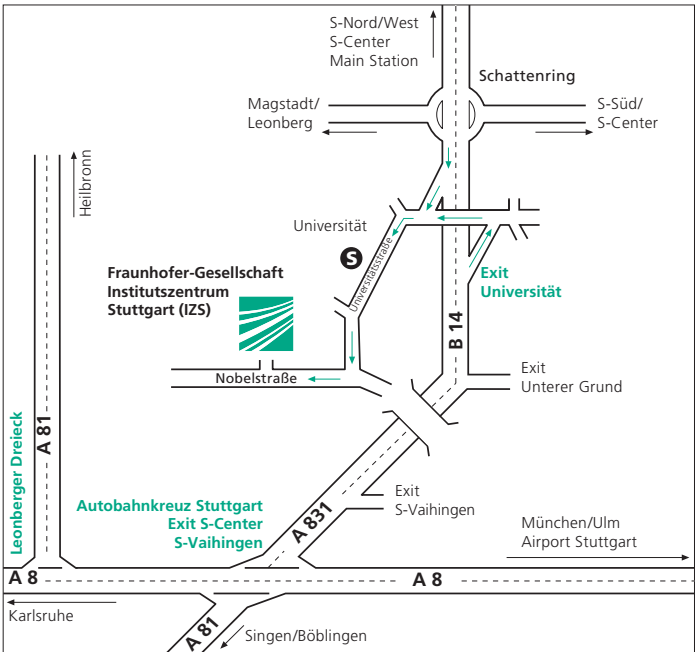 S-Nord/West
S-Center
Main Station
Schattenring
Magstadt/
Leonberg
S-Süd/
S-Center
Heilbronn
Universität
S
Universitätsstraße
Exit
Universität
Fraunhofer-Gesellschaft
Institutszentrum
Stuttgart (IZS)
B 14
Nobelstraße
Exit
Unterer Grund
Leonberger Dreieck
A 81
Autobahnkreuz Stuttgart
Exit S-Center
S-Vaihingen
A 831
Exit
S-Vaihingen
München/Ulm
Airport Stuttgart
A 8
A 8
Karlsruhe
A 81
Singen/Böblingen